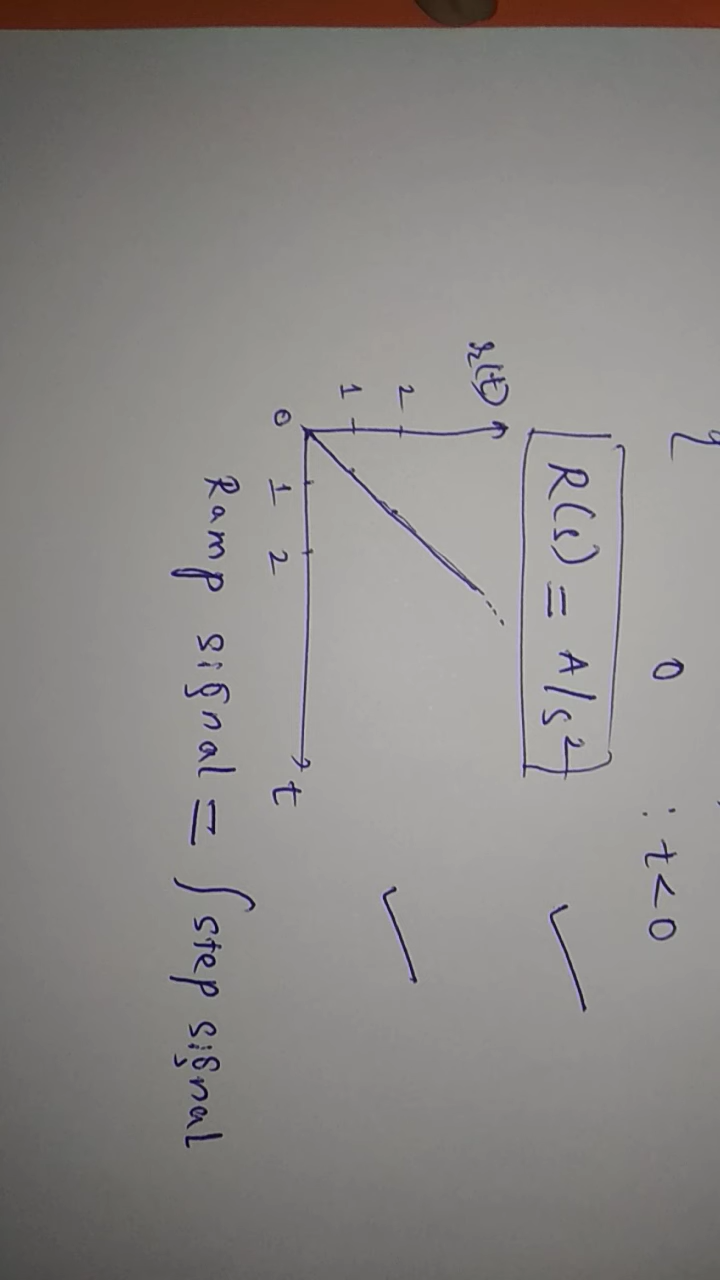 0 : t<0
R(s) = A/s²
r(t)
2
1
0
1 2 t
Ramp signal = ∫ step signal